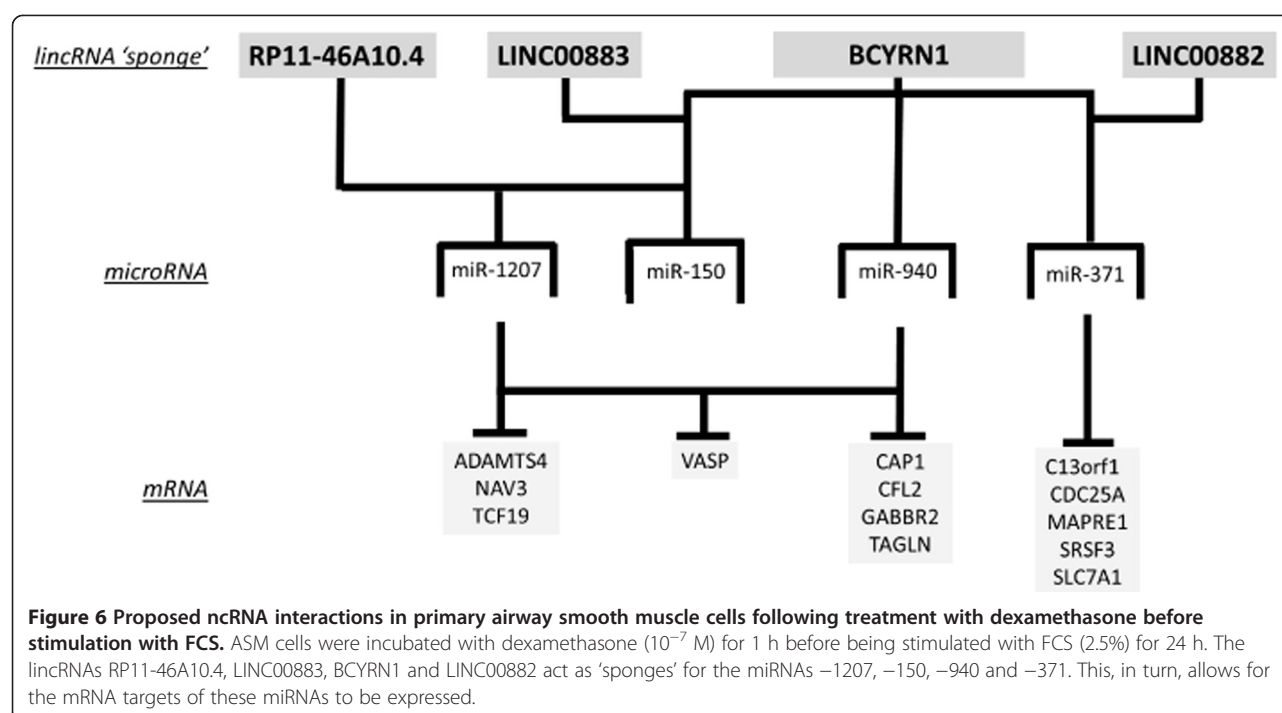 lincRNA 'sponge'
RP11-46A10.4
LINC00883
BCYRN1
LINC00882
microRNA
miR-1207
miR-150
miR-940
miR-371
mRNA
ADAMTS4
NAV3
TCF19
VASP
CAP1
CFL2
GABBR2
TAGLN
C13orf1
CDC25A
MAPRE1
SRSF3
SLC7A1
Figure 6 Proposed ncRNA interactions in primary airway smooth muscle cells following treatment with dexamethasone before
stimulation with FCS. ASM cells were incubated with dexamethasone (10⁻⁷ M) for 1 h before being stimulated with FCS (2.5%) for 24 h. The
lincRNAs RP11-46A10.4, LINC00883, BCYRN1 and LINC00882 act as 'sponges' for the miRNAs −1207, −150, −940 and −371. This, in turn, allows for
the mRNA targets of these miRNAs to be expressed.